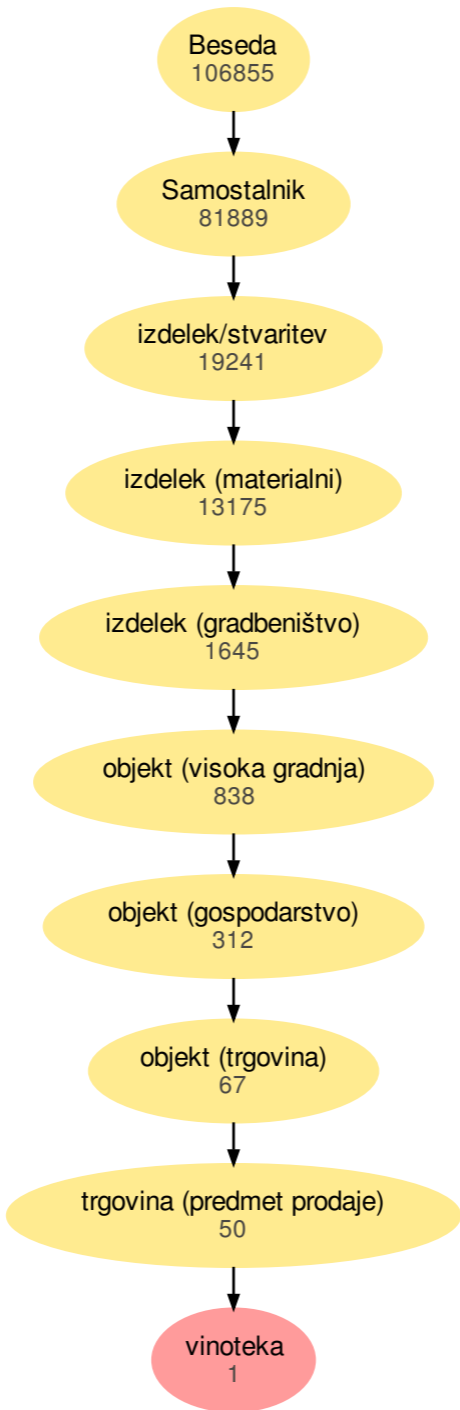 Beseda
106855
Samostalnik
81889
izdelek/stvaritev
19241
izdelek (materialni)
13175
izdelek (gradbeništvo)
1645
objekt (visoka gradnja)
838
objekt (gospodarstvo)
312
objekt (trgovina)
67
trgovina (predmet prodaje)
50
vinoteka
1